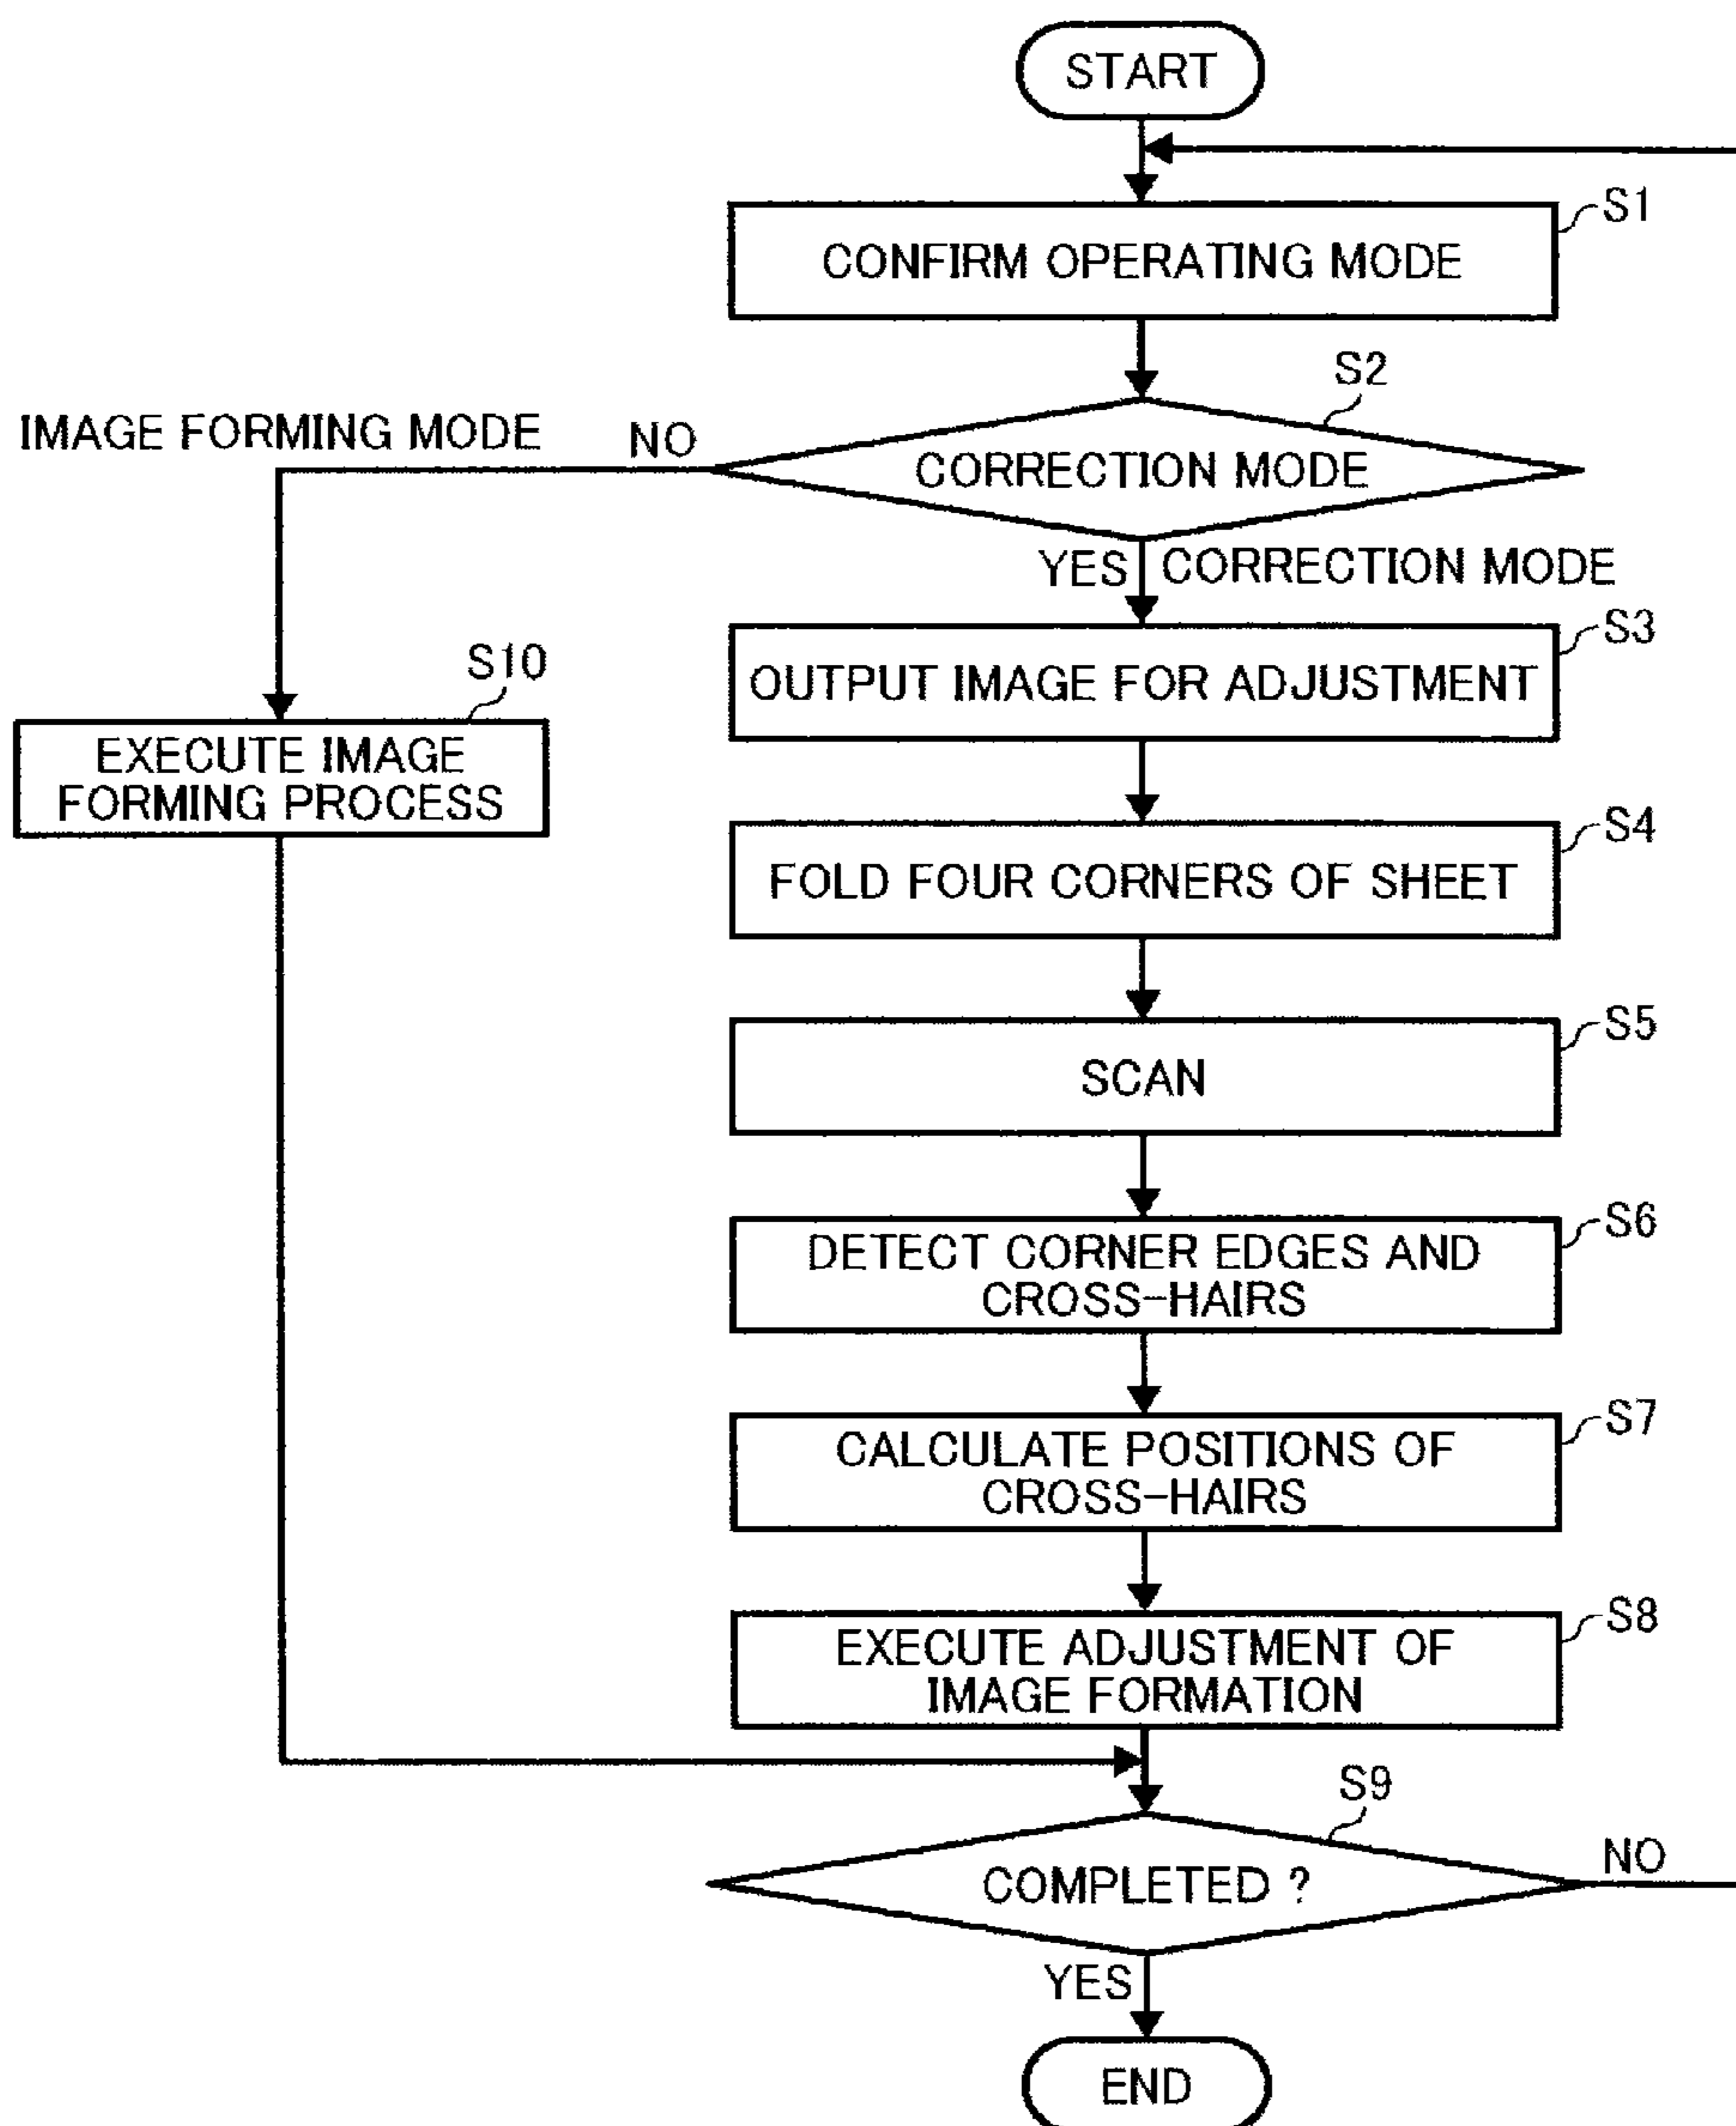 START
S1
CONFIRM OPERATING MODE
S2
IMAGE FORMING MODE
NO
CORRECTION MODE
YES
CORRECTION MODE
S3
OUTPUT IMAGE FOR ADJUSTMENT
S10
EXECUTE IMAGE
FORMING PROCESS
S4
FOLD FOUR CORNERS OF SHEET
S5
SCAN
S6
DETECT CORNER EDGES AND
CROSS-HAIRS
S7
CALCULATE POSITIONS OF
CROSS-HAIRS
S8
EXECUTE ADJUSTMENT OF
IMAGE FORMATION
S9
COMPLETED ?
NO
YES
END